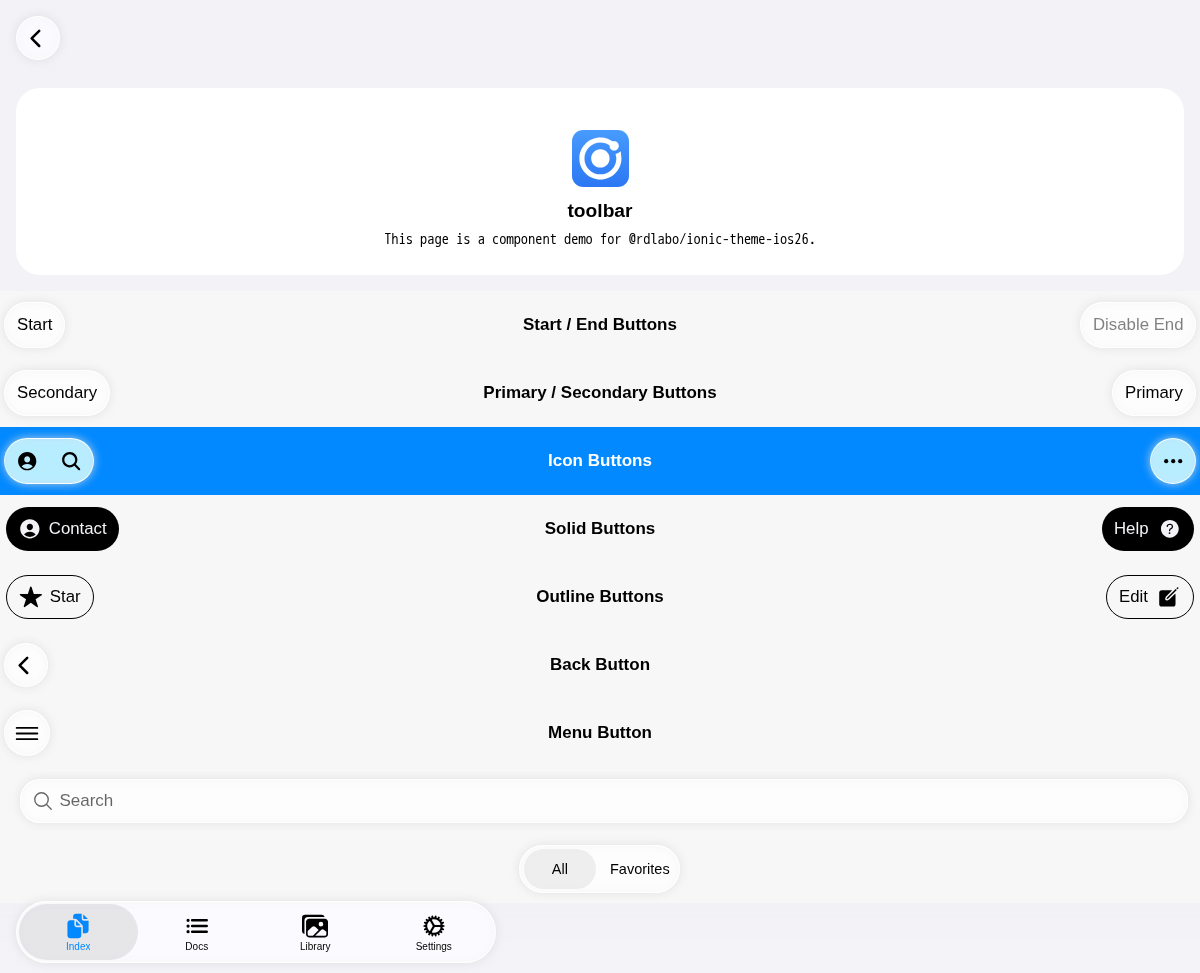 toolbar
This page is a component demo for @rdlabo/ionic-theme-ios26.
Start
Start / End Buttons
Disable End
Secondary
Primary / Secondary Buttons
Primary
Icon Buttons
Contact
Solid Buttons
Help
Star
Outline Buttons
Edit
Back Button
Menu Button
Search
All
Favorites
Index
Docs
Library
Settings